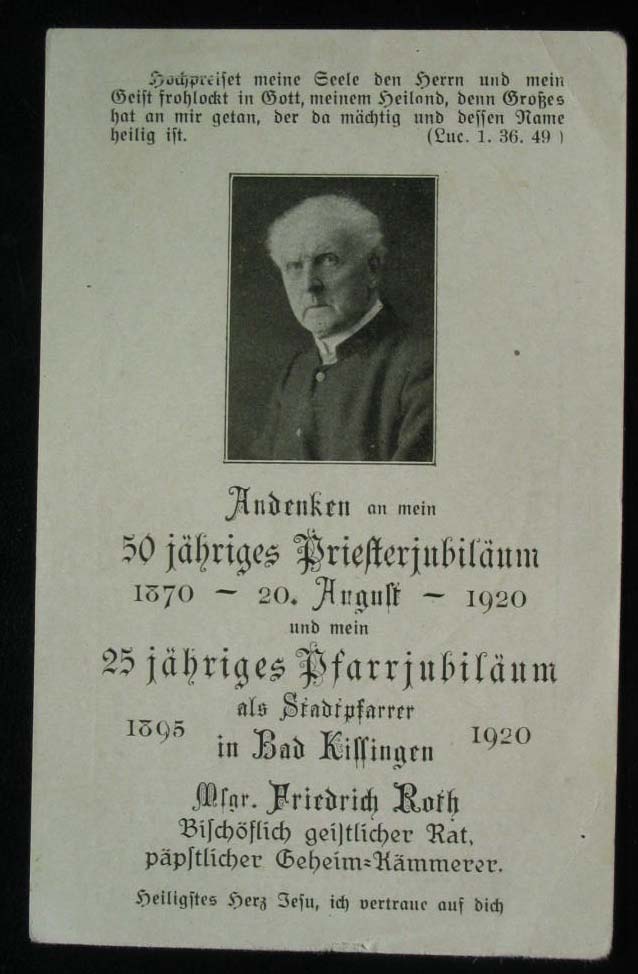 Hochpreiset meine Seele den Herrn und mein
Geist frohlockt in Gott, meinem Heiland, denn Großes
hat an mir getan, der da mächtig und dessen Name
heilig ist. (Luc. 1. 36. 49)
Andenken an mein
50 jähriges Priesterjubiläum
1870 — 20. August — 1920
und mein
25 jähriges Pfarrjubiläum
als Stadtpfarrer
1895 in Bad Kissingen 1920
Msgr. Friedrich Roth
Bischöflich geistlicher Rat,
päpstlicher Geheim=Kämmerer.
Heiligstes Herz Jesu, ich vertraue auf dich